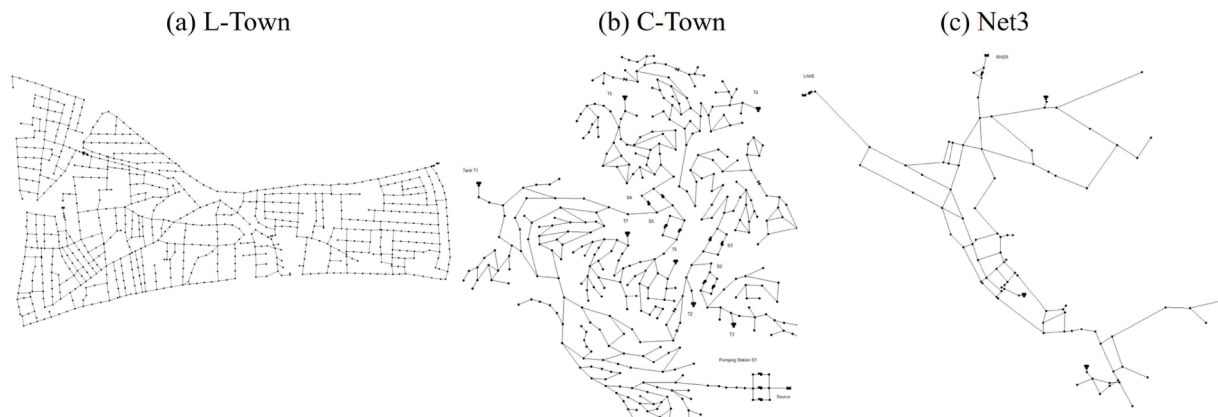 (a) L-Town
(b) C-Town
(c) Net3
RIVER
LAKE
T5
T4
Tank T1
S4
S5
T7
S3
T5
S2
T2
T3
Pumping Station S1
Source